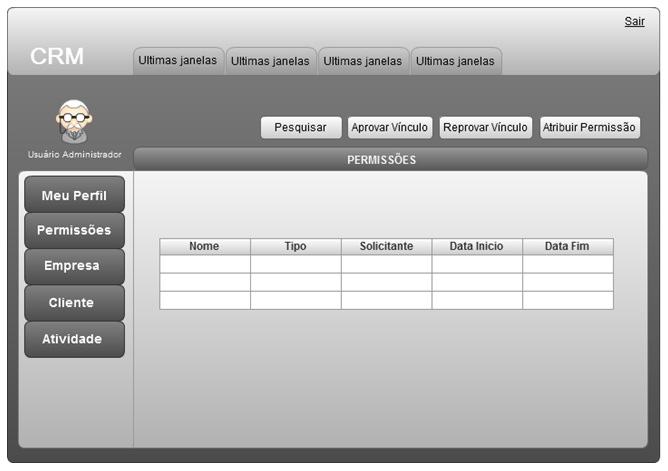 Sair
CRM
Ultimas janelas Ultimas janelas Ultimas janelas Ultimas janelas
Pesquisar Aprovar Vínculo Reprovar Vínculo Atribuir Permissão
Usuário Administrador
PERMISSÕES
Meu Perfil
Permissões
Empresa
Cliente
Atividade
Nome Tipo Solicitante Data Inicio Data Fim